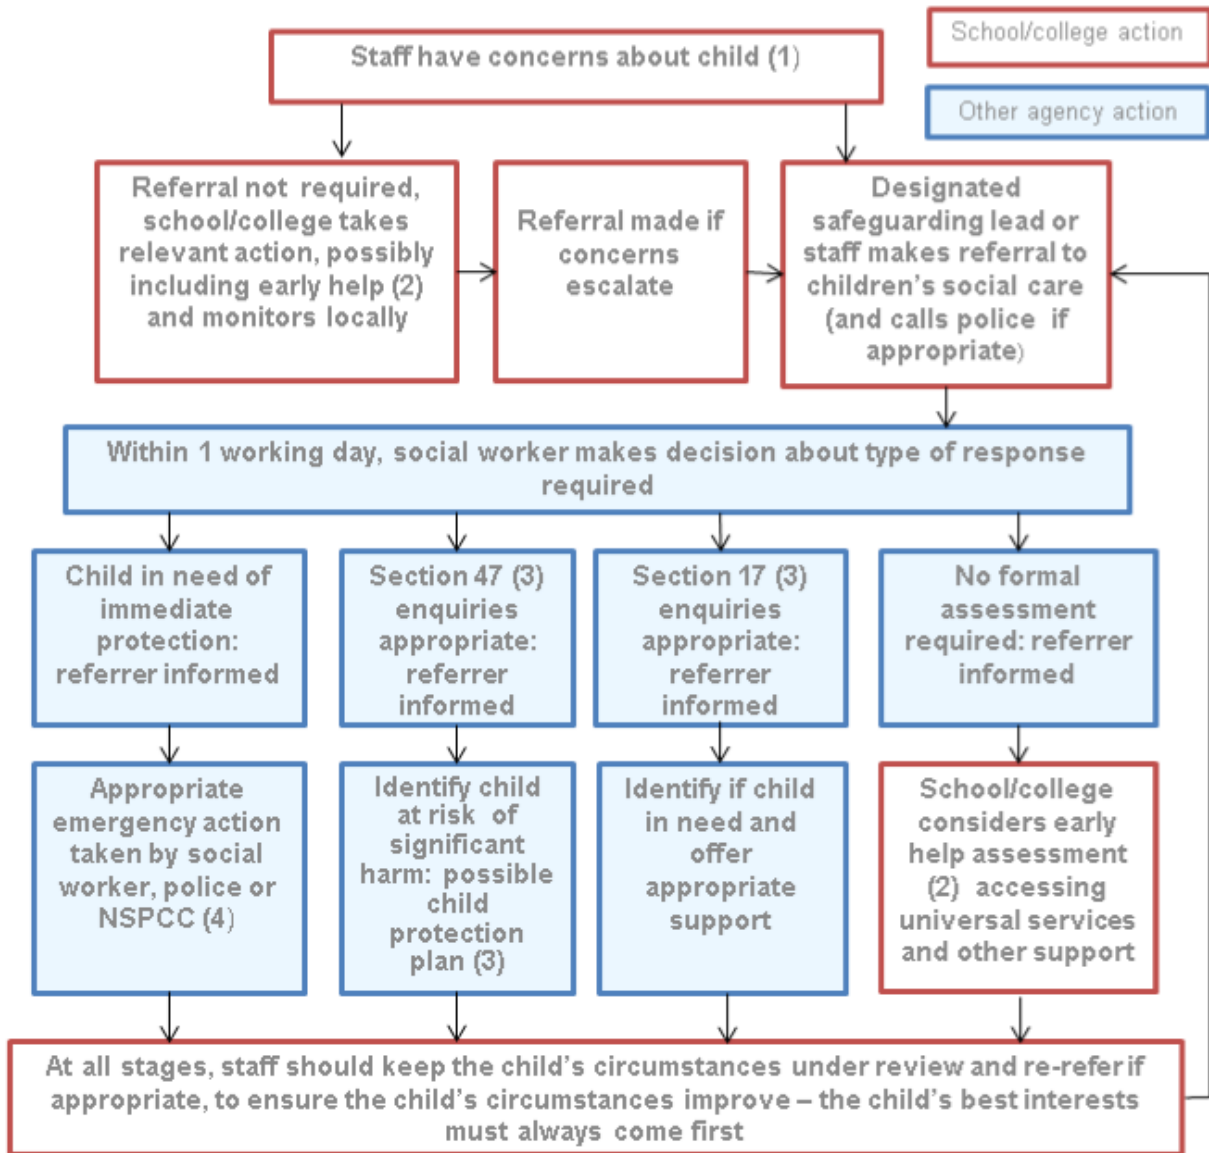 School/college action
Staff have concerns about child (1)
Other agency action
Referral not required,
school/college takes
relevant action, possibly
including early help (2)
and monitors locally
Referral made if
concerns
escalate
Designated
safeguarding lead or
staff makes referral to
children's social care
(and calls police if
appropriate)
Within 1 working day, social worker makes decision about type of response
required
Child in need of
immediate
protection:
referrer informed
Section 47 (3)
enquiries
appropriate:
referrer
informed
Section 17 (3)
enquiries
appropriate:
referrer
informed
No formal
assessment
required: referrer
informed
Appropriate
emergency action
taken by social
worker, police or
NSPCC (4)
Identify child
at risk of
significant
harm: possible
child
protection
plan (3)
Identify if child
in need and
offer
appropriate
support
School/college
considers early
help assessment
(2) accessing
universal services
and other support
At all stages, staff should keep the child's circumstances under review and re-refer if
appropriate, to ensure the child's circumstances improve – the child's best interests
must always come first